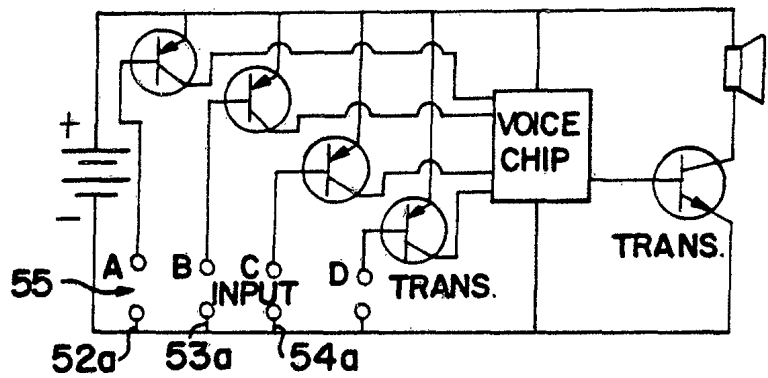 +
VOICE
CHIP
-
TRANS.
A B C D
INPUT TRANS.
55
52a 53a 54a